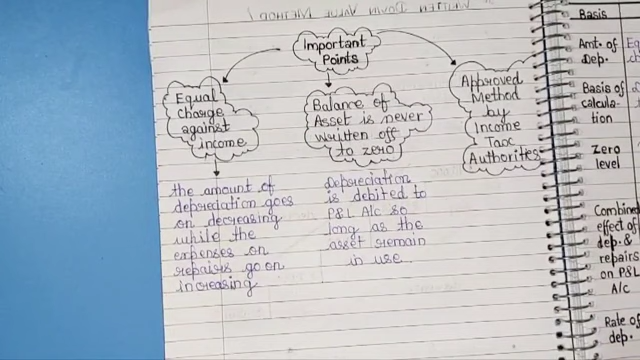 Important
Points
Equal
charge
against
income
Balance of
Asset is never
written off
to zero
Approved
Method
by
Income
Tax
Authorities
the amount of
depreciation goes
on decreasing
while the
expenses on
repairs go on
increasing
Depreciation
is debited to
P&L A/c so
long as the
asset remain
in use
Basis
Amt. of
Dep.
Basis of
calcula-
tion
Zero
level
Combined
effect of
dep. &
repairs
on P&L
A/c
Rate of
dep.